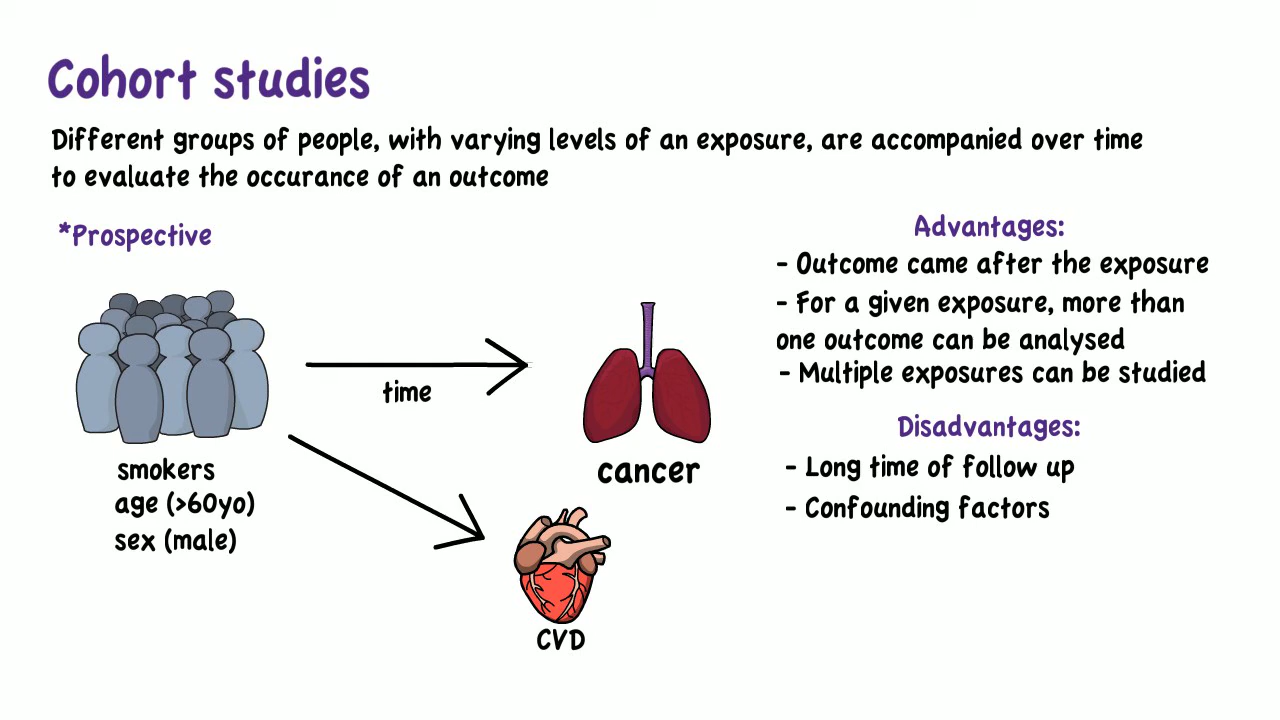 Cohort studies
Different groups of people, with varying levels of an exposure, are accompanied over time
to evaluate the occurance of an outcome
*Prospective
time
smokers
age (>60yo)
sex (male)
cancer
CVD
Advantages:
- Outcome came after the exposure
- For a given exposure, more than
one outcome can be analysed
- Multiple exposures can be studied
Disadvantages:
- Long time of follow up
- Confounding factors